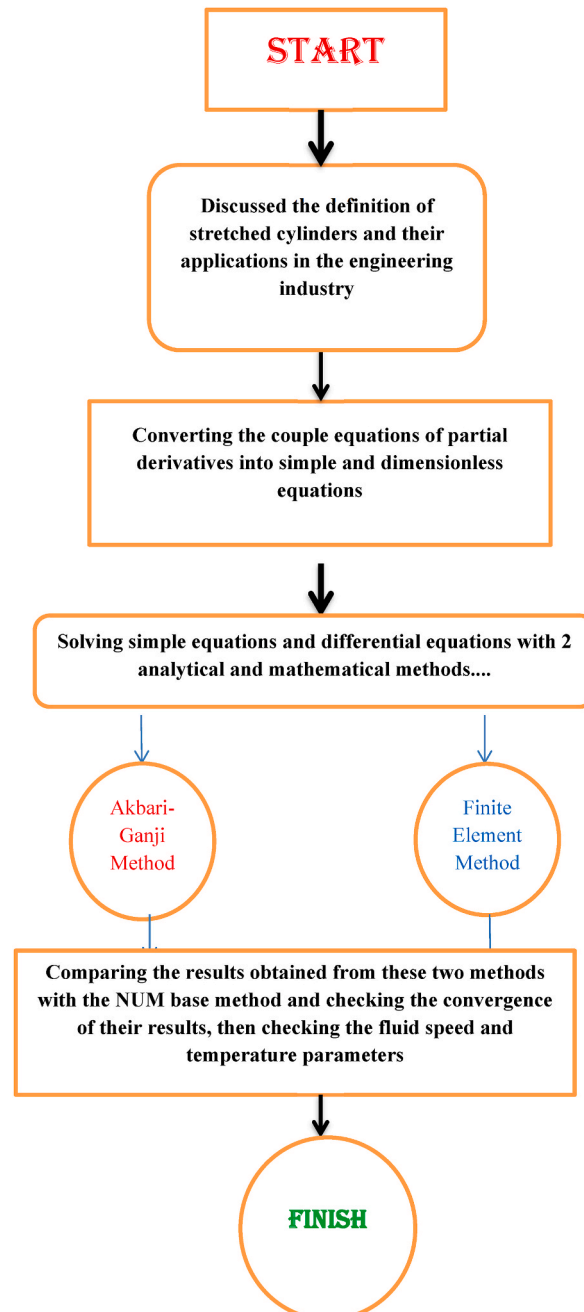 START
Discussed the definition of
stretched cylinders and their
applications in the engineering
industry
Converting the couple equations of partial
derivatives into simple and dimensionless
equations
Solving simple equations and differential equations with 2
analytical and mathematical methods....
Akbari-
Ganji
Method
Finite
Element
Method
Comparing the results obtained from these two methods
with the NUM base method and checking the convergence
of their results, then checking the fluid speed and
temperature parameters
FINISH